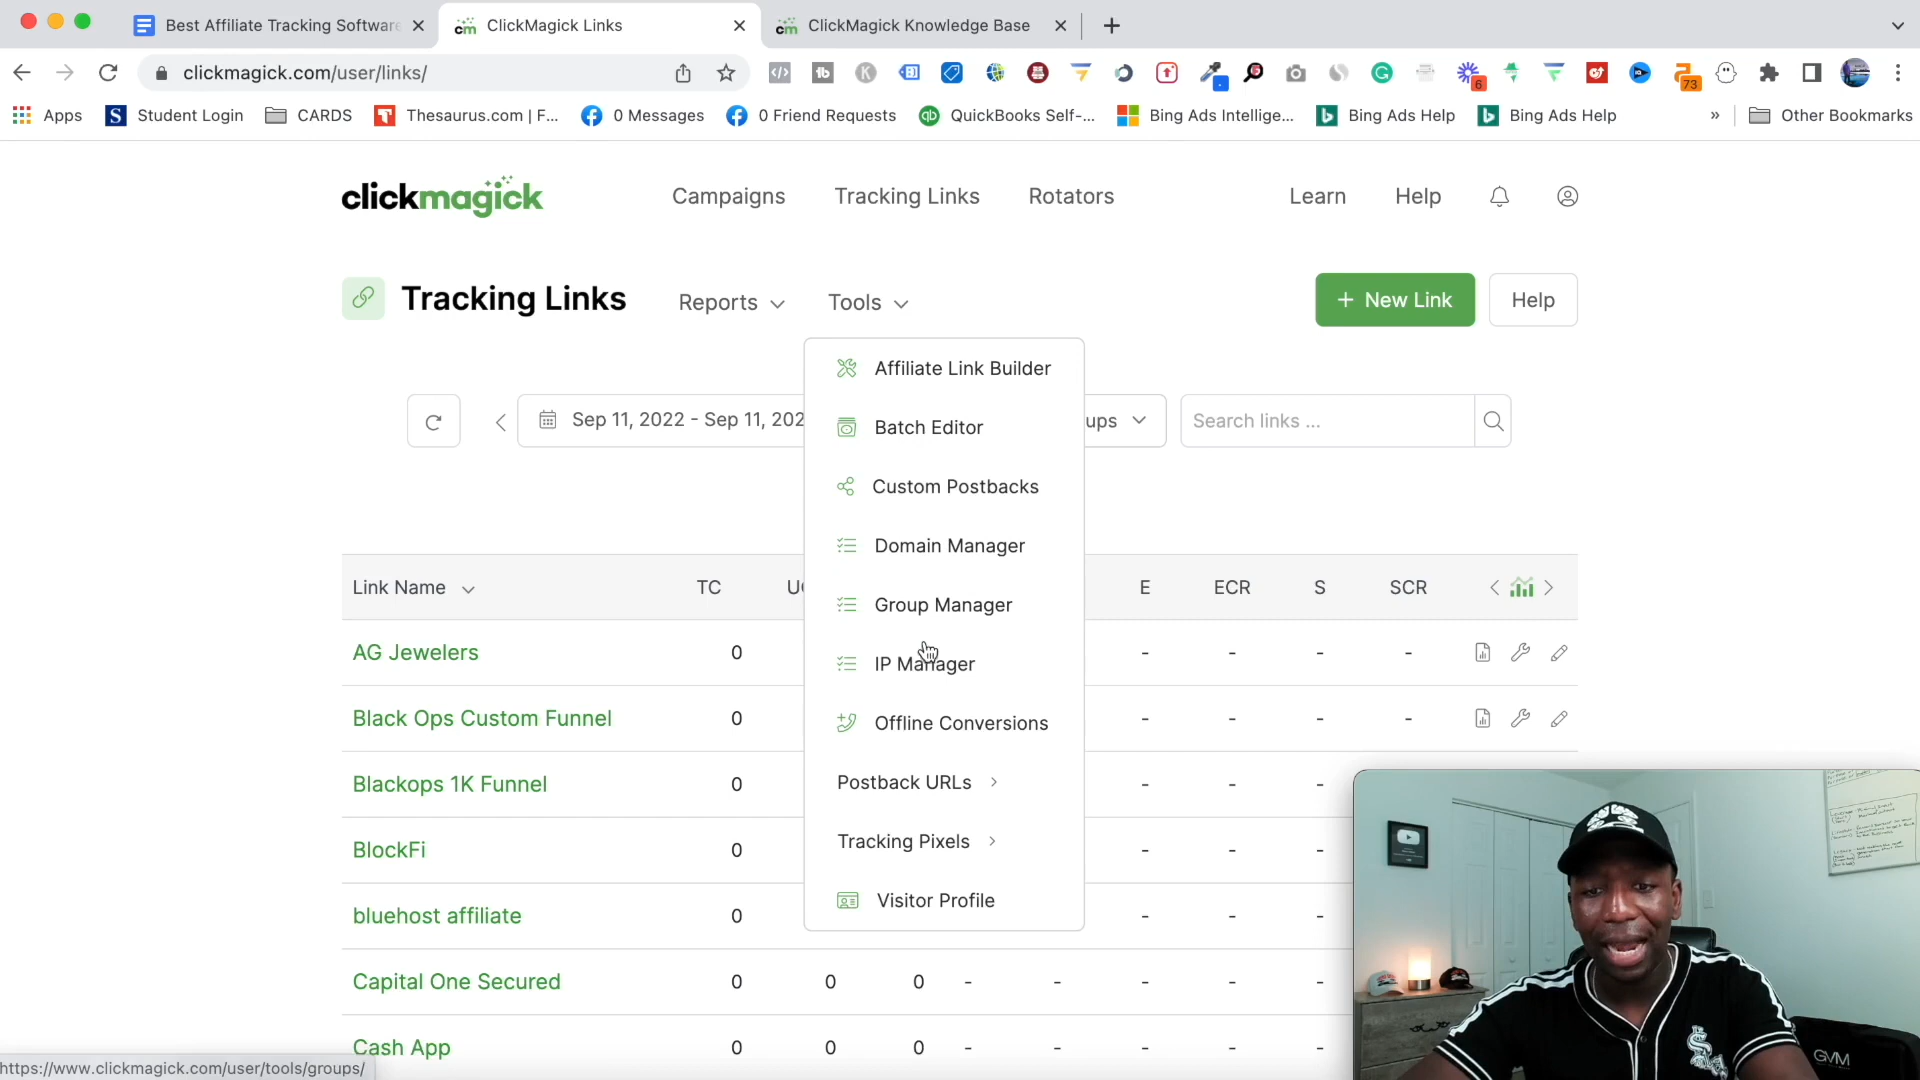 Best Affiliate Tracking Software
ClickMagick Links
ClickMagick Knowledge Base
clickmagick.com/user/links/
6
73
Apps
Student Login
CARDS
Thesaurus.com | F...
0 Messages
0 Friend Requests
QuickBooks Self-...
Bing Ads Intellige...
Bing Ads Help
Bing Ads Help
»
Other Bookmarks
clickmagick
Campaigns
Tracking Links
Rotators
Learn
Help
Tracking Links
Reports
Tools
+ New Link
Help
Affiliate Link Builder
Batch Editor
Custom Postbacks
Domain Manager
Group Manager
IP Manager
Offline Conversions
Postback URLs
Tracking Pixels
Visitor Profile
Sep 11, 2022 - Sep 11, 202
ups
Search links ...
Link Name TC U E ECR S SCR
AG Jewelers 0 - - - -
Black Ops Custom Funnel 0 - - - -
Blackops 1K Funnel 0 - - -
BlockFi 0 - - -
bluehost affiliate 0 - - -
Capital One Secured 0 0 0 - - - - -
Cash App 0 0 0 - - - - -
https://www.clickmagick.com/user/tools/groups/
GVM